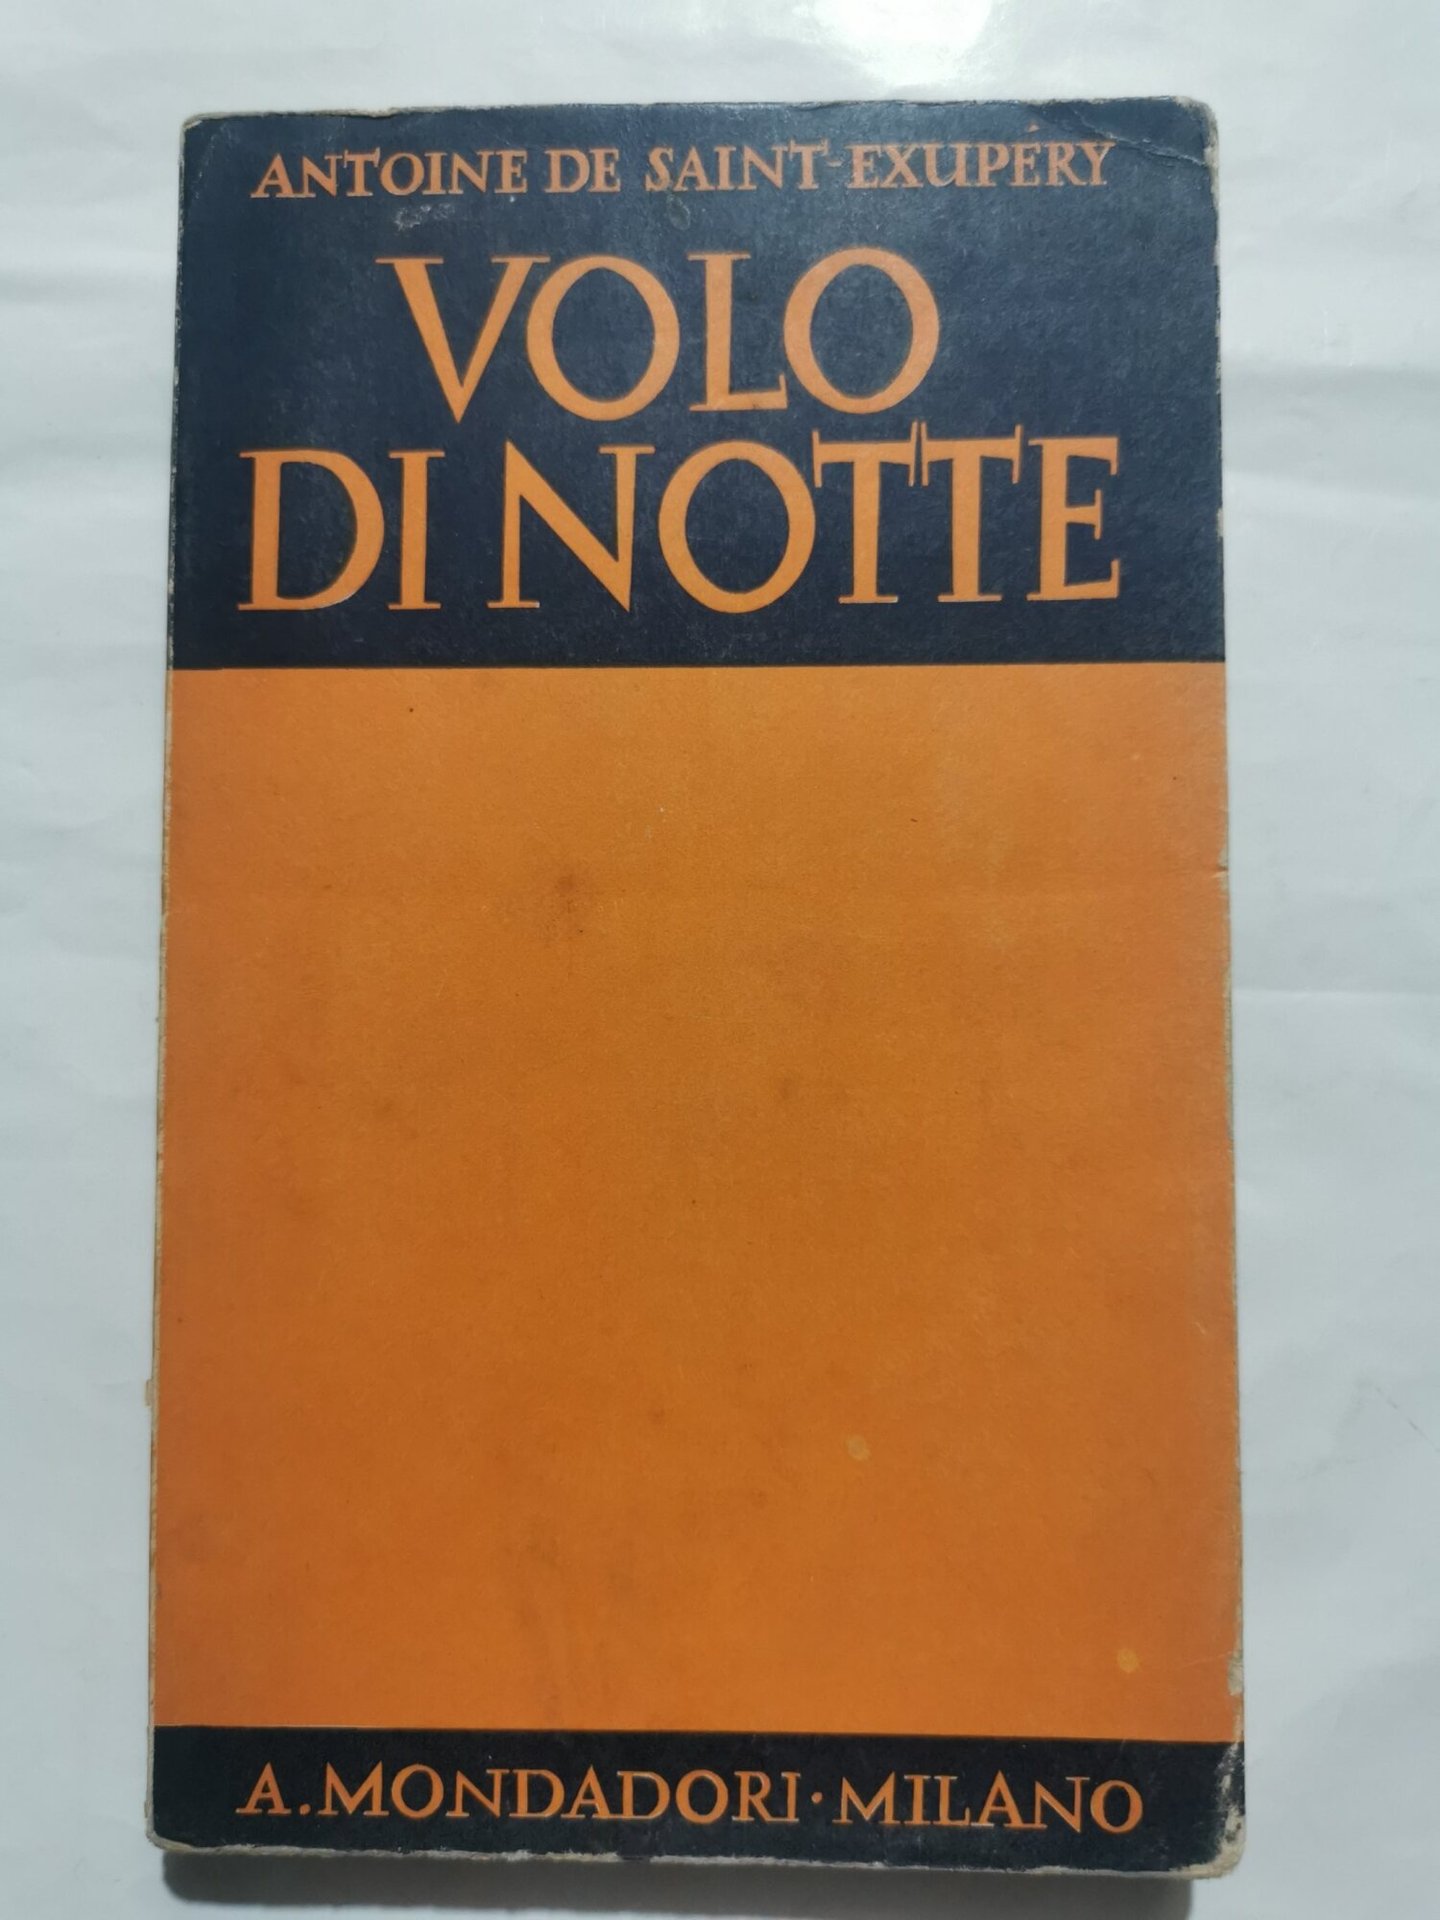 ANTOINE DE SAINT-EXUPÉRY
VOLO
DI NOTTE
A. MONDADORI · MILANO